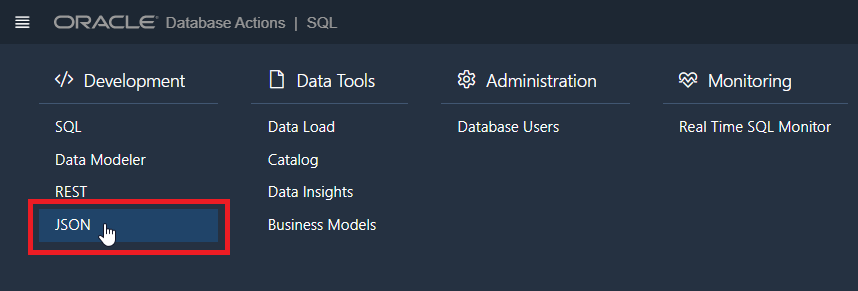 ORACLE Database Actions | SQL
Development
SQL
Data Modeler
REST
JSON
Data Tools
Data Load
Catalog
Data Insights
Business Models
Administration
Database Users
Monitoring
Real Time SQL Monitor